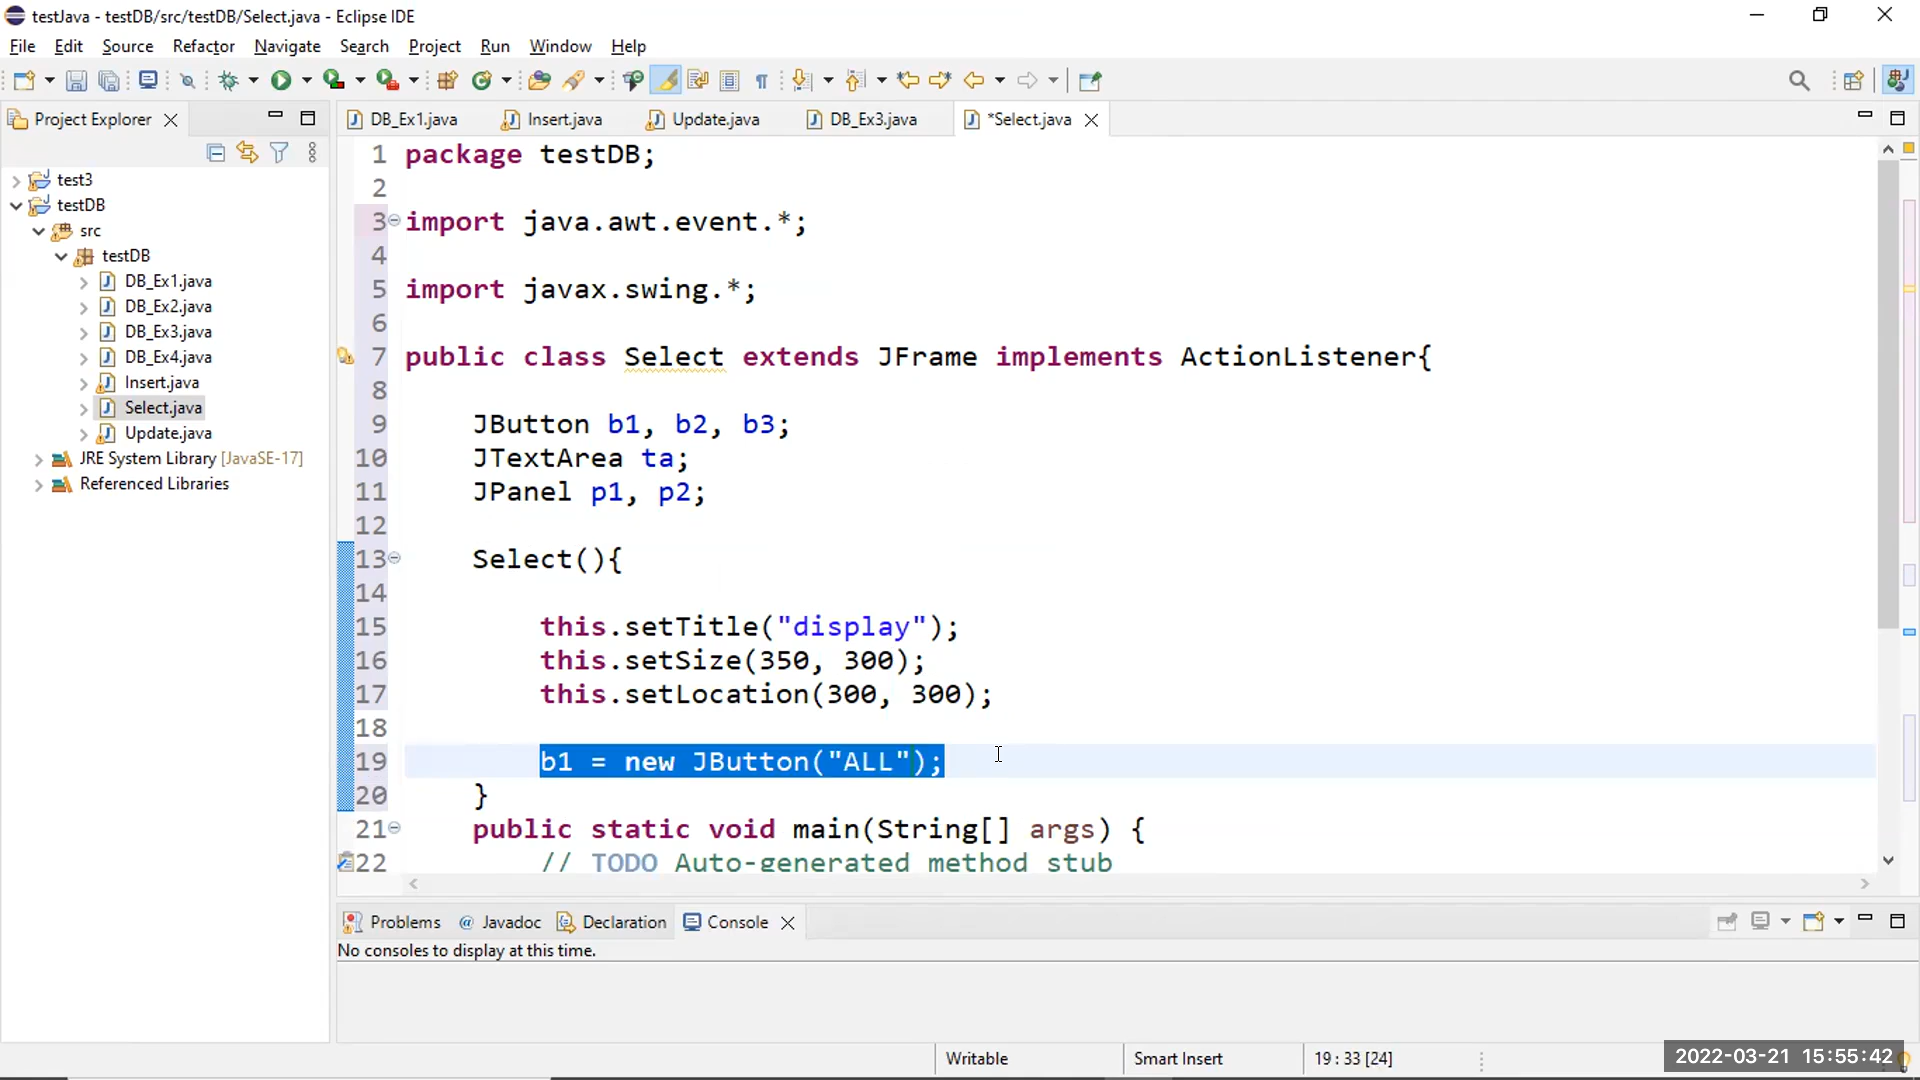 testJava - testDB/src/testDB/Select.java - Eclipse IDE
File Edit Source Refactor Navigate Search Project Run Window Help
Project Explorer
test3
testDB
src
testDB
DB_Ex1.java
DB_Ex2.java
DB_Ex3.java
DB_Ex4.java
Insert.java
Select.java
Update.java
JRE System Library [JavaSE-17]
Referenced Libraries
DB_Ex1.java Insert.java Update.java DB_Ex3.java *Select.java
1 package testDB;
2
3 import java.awt.event.*;
4
5 import javax.swing.*;
6
7 public class Select extends JFrame implements ActionListener{
8
9 JButton b1, b2, b3;
10 JTextArea ta;
11 JPanel p1, p2;
12
13 Select(){
14
15 this.setTitle("display");
16 this.setSize(350, 300);
17 this.setLocation(300, 300);
18
19 b1 = new JButton("ALL");
20 }
21 public static void main(String[] args) {
22 // TODO Auto-generated method stub
Problems @ Javadoc Declaration Console
No consoles to display at this time.
Writable Smart Insert 19 : 33 [24]
2022-03-21 15:55:42